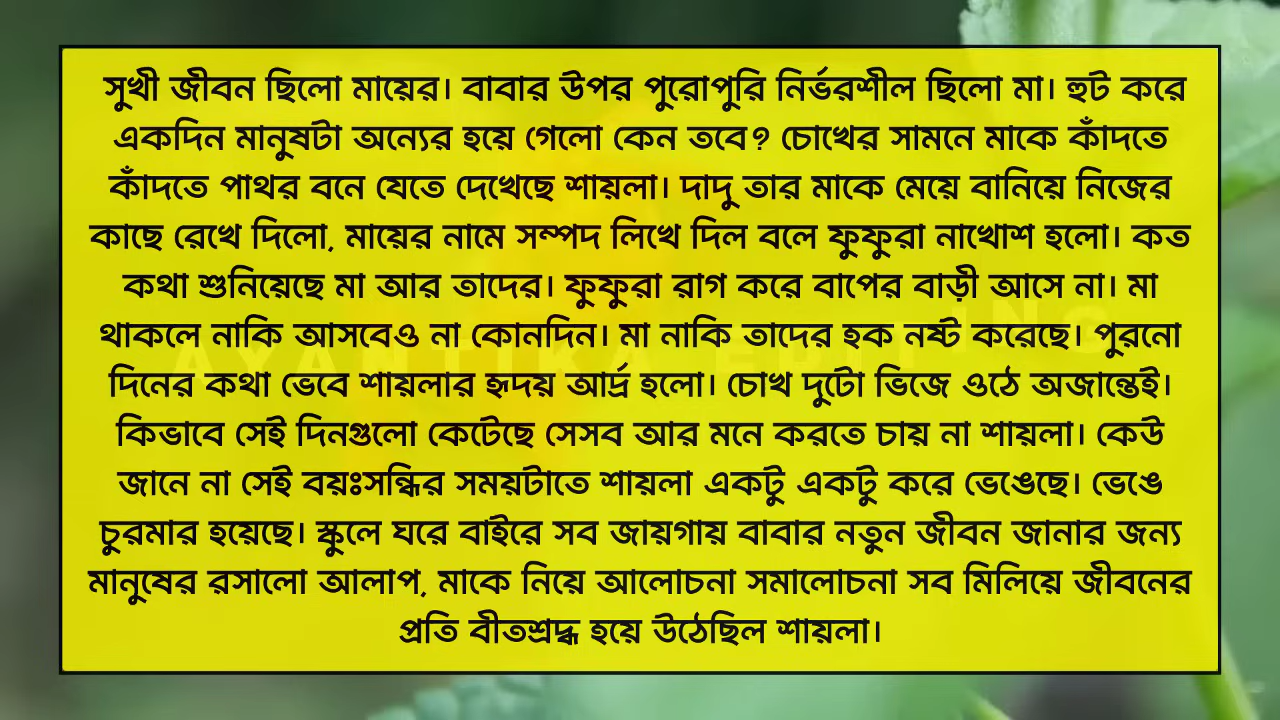 সুখী জীবন ছিলো মায়ের। বাবার উপর পুরোপুরি নির্ভরশীল ছিলো মা। হুট করে
একদিন মানুষটা অন্যের হয়ে গেলো কেন তবে? চোখের সামনে মাকে কাঁদতে
কাঁদতে পাথর বনে যেতে দেখেছে শায়লা। দাদু তার মাকে মেয়ে বানিয়ে নিজের
কাছে রেখে দিলো, মায়ের নামে সম্পদ লিখে দিল বলে ফুফুরা নাখোশ হলো। কত
কথা শুনিয়েছে মা আর তাদের। ফুফুরা রাগ করে বাপের বাড়ী আসে না। মা
থাকলে নাকি আসবেও না কোনদিন। মা নাকি তাদের হক নষ্ট করেছে। পুরনো
দিনের কথা ভেবে শায়লার হৃদয় আর্দ্র হলো। চোখ দুটো ভিজে ওঠে অজান্তেই।
কিভাবে সেই দিনগুলো কেটেছে সেসব আর মনে করতে চায় না শায়লা। কেউ
জানে না সেই বয়ঃসন্ধির সময়টাতে শায়লা একটু একটু করে ভেঙেছে। ভেঙে
চুরমার হয়েছে। স্কুলে ঘরে বাইরে সব জায়গায় বাবার নতুন জীবন জানার জন্য
মানুষের রসালো আলাপ, মাকে নিয়ে আলোচনা সমালোচনা সব মিলিয়ে জীবনের
প্রতি বীতশ্রদ্ধ হয়ে উঠেছিল শায়লা।
AYANTIKA EDITING